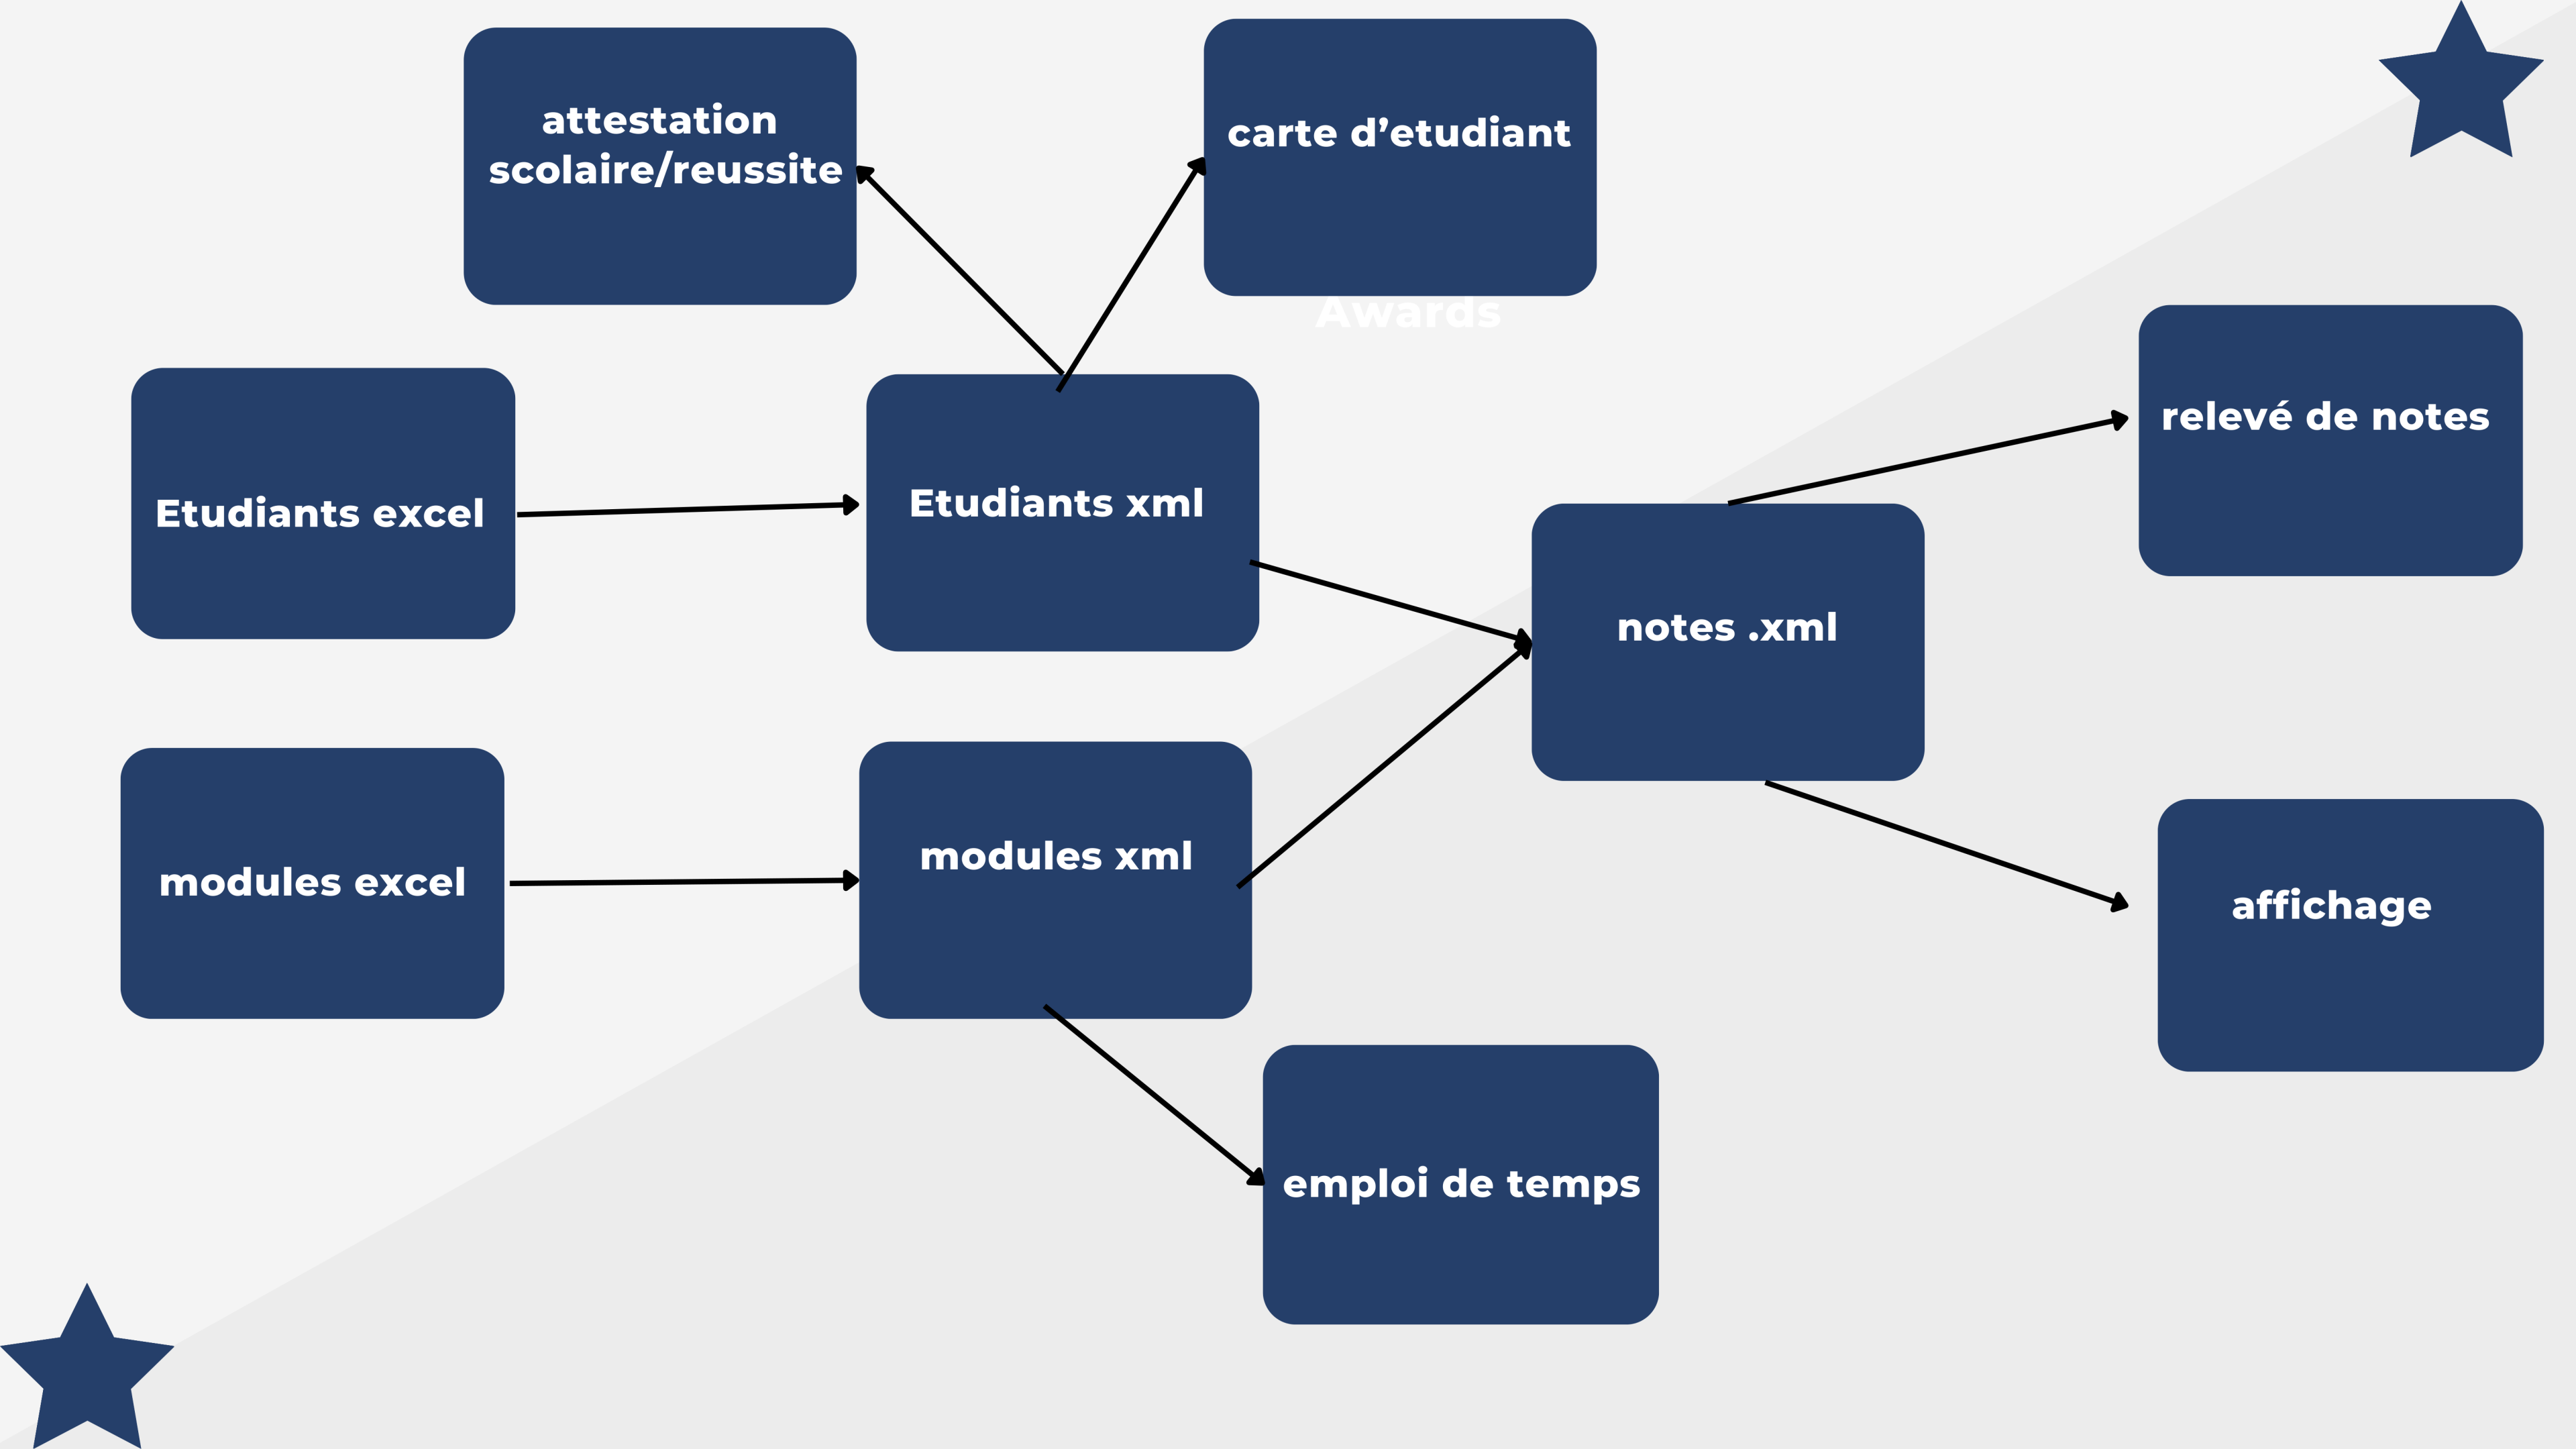 attestation
scolaire/reussite
carte d’etudiant
Awards
Etudiants excel
Etudiants xml
relevé de notes
notes .xml
modules excel
modules xml
affichage
emploi de temps